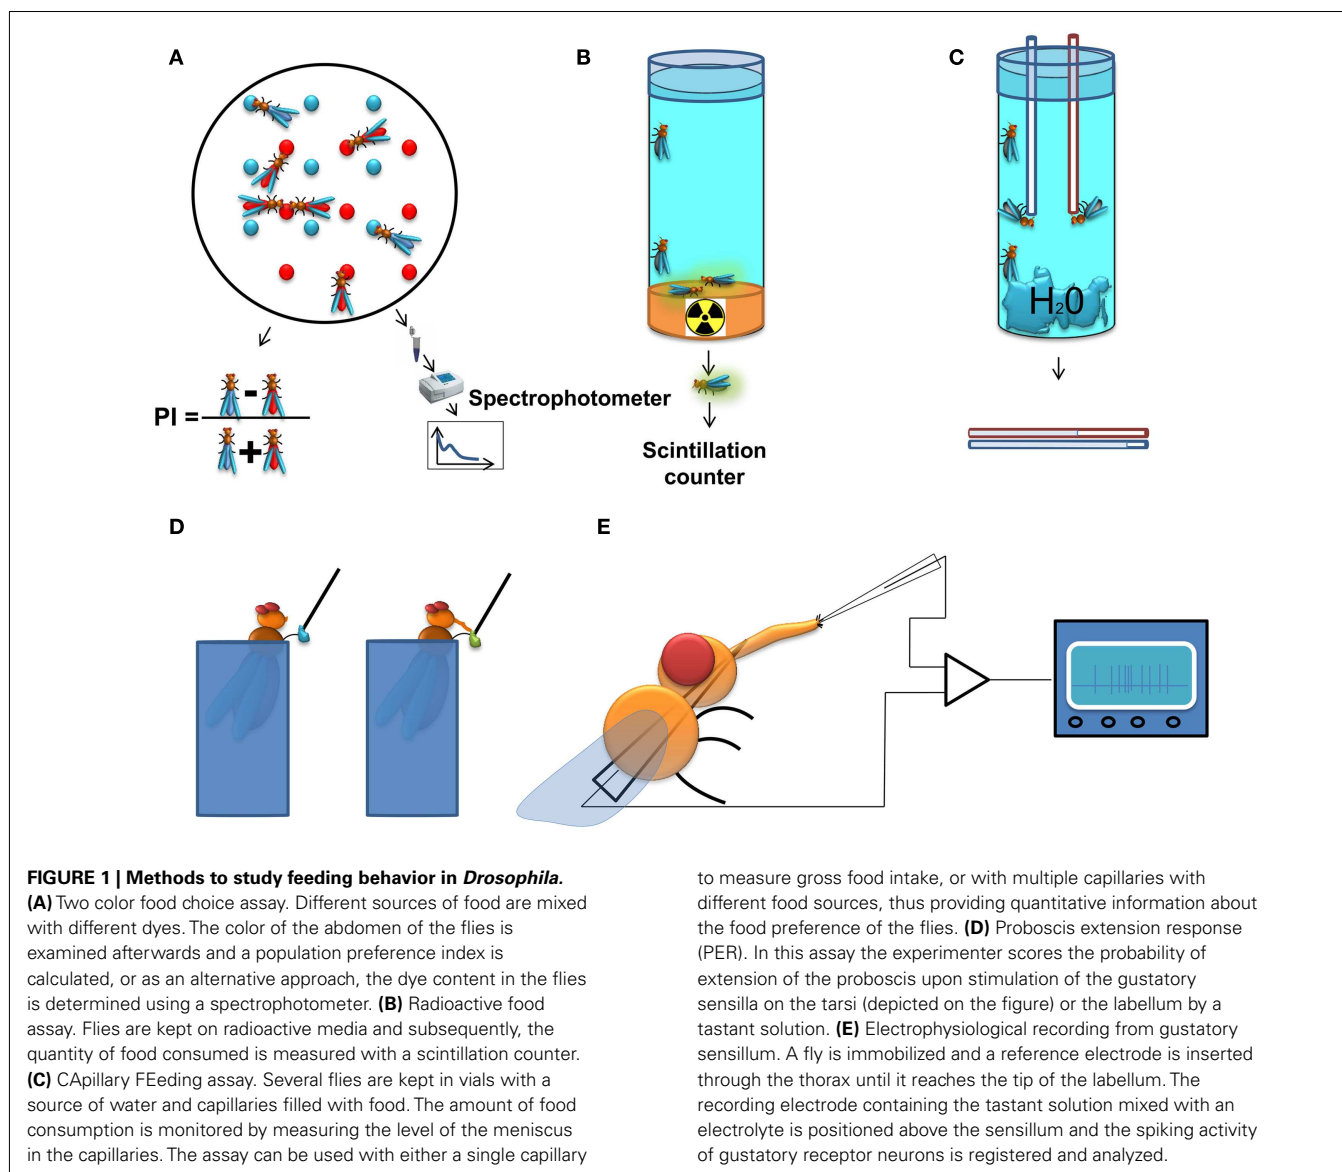 A
B
C
H20
PI =
-
+
Spectrophotometer
Scintillation
counter
D
E
FIGURE 1 | Methods to study feeding behavior in Drosophila.
(A) Two color food choice assay. Different sources of food are mixed
with different dyes. The color of the abdomen of the flies is
examined afterwards and a population preference index is
calculated, or as an alternative approach, the dye content in the flies
is determined using a spectrophotometer. (B) Radioactive food
assay. Flies are kept on radioactive media and subsequently, the
quantity of food consumed is measured with a scintillation counter.
(C) CApillary FEeding assay. Several flies are kept in vials with a
source of water and capillaries filled with food. The amount of food
consumption is monitored by measuring the level of the meniscus
in the capillaries. The assay can be used with either a single capillary
to measure gross food intake, or with multiple capillaries with
different food sources, thus providing quantitative information about
the food preference of the flies. (D) Proboscis extension response
(PER). In this assay the experimenter scores the probability of
extension of the proboscis upon stimulation of the gustatory
sensilla on the tarsi (depicted on the figure) or the labellum by a
tastant solution. (E) Electrophysiological recording from gustatory
sensillum. A fly is immobilized and a reference electrode is inserted
through the thorax until it reaches the tip of the labellum. The
recording electrode containing the tastant solution mixed with an
electrolyte is positioned above the sensillum and the spiking activity
of gustatory receptor neurons is registered and analyzed.